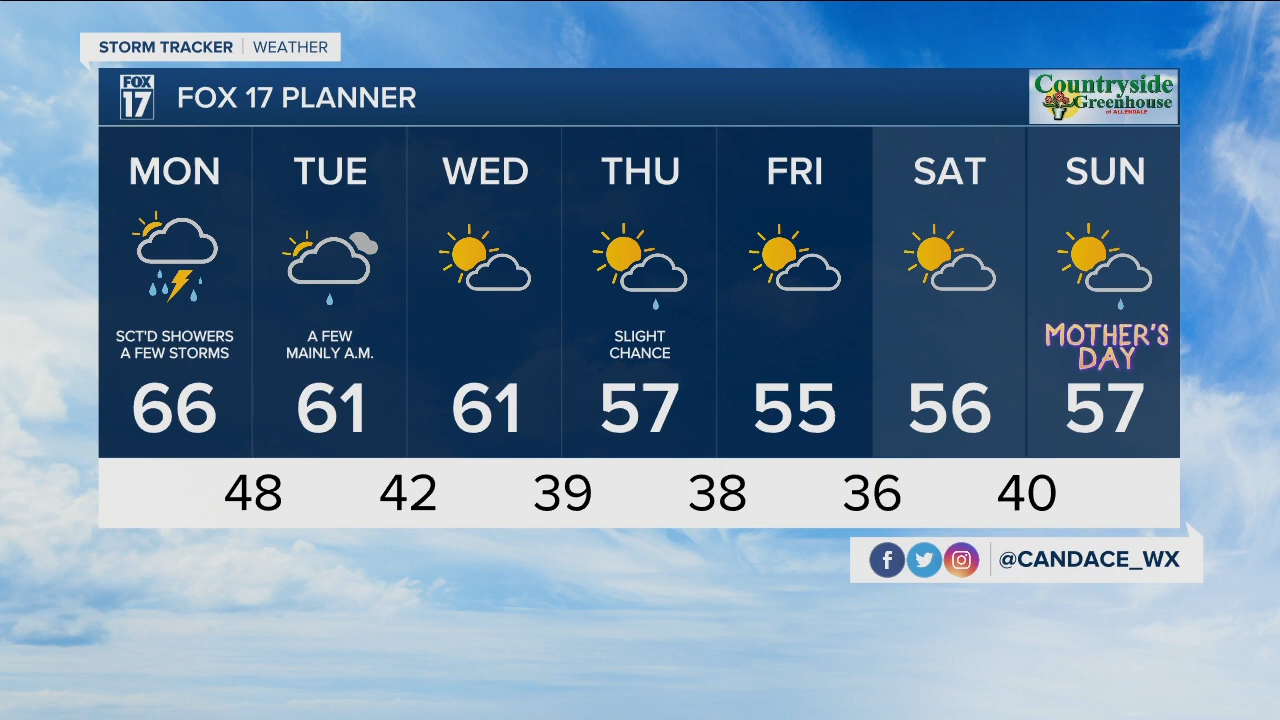 STORM TRACKER WEATHER
FOX
17
FOX 17 PLANNER
Countryside
Greenhouse
of ALLENDALE
MON TUE WED THU FRI SAT SUN
SCT'D SHOWERS
A FEW STORMS
A FEW
MAINLY A.M.
SLIGHT
CHANCE
MOTHER'S
DAY
66 61 61 57 55 56 57
48 42 39 38 36 40
@CANDACE_WX